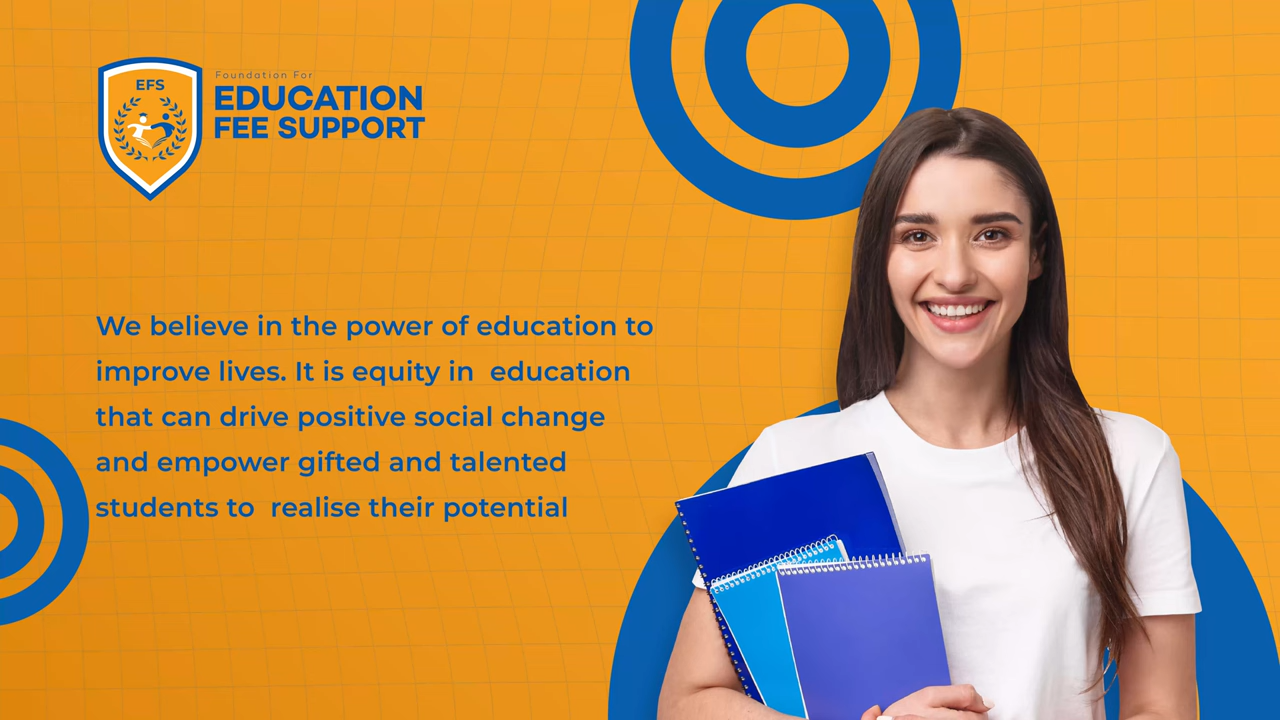 EFS
Foundation For
EDUCATION
FEE SUPPORT
We believe in the power of education to
improve lives. It is equity in  education
that can drive positive social change
and empower gifted and talented
students to  realise their potential